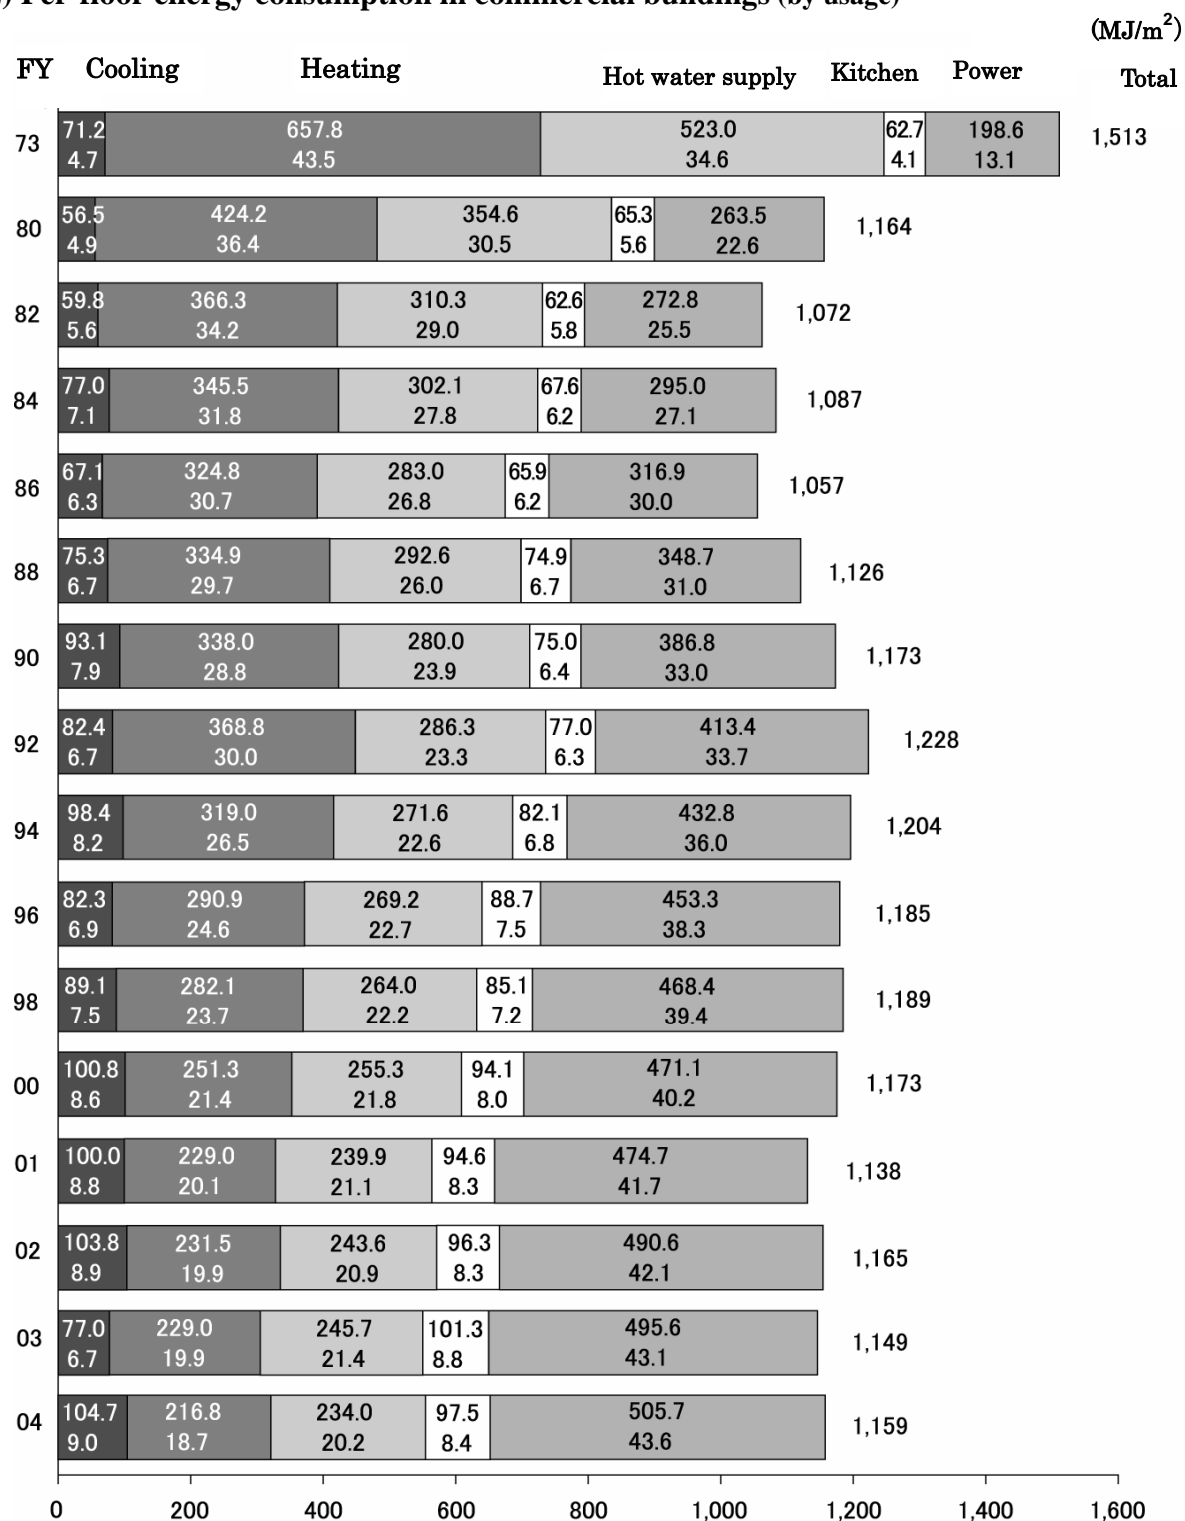 Per-floor energy consumption in commercial buildings (by usage)
(MJ/m2)
FY Cooling Heating Hot water supply Kitchen Power Total
73 71.2 657.8 523.0 62.7 198.6 1,513
4.7 43.5 34.6 4.1 13.1
80 56.5 424.2 354.6 65.3 263.5 1,164
4.9 36.4 30.5 5.6 22.6
82 59.8 366.3 310.3 62.6 272.8 1,072
5.6 34.2 29.0 5.8 25.5
84 77.0 345.5 302.1 67.6 295.0 1,087
7.1 31.8 27.8 6.2 27.1
86 67.1 324.8 283.0 65.9 316.9 1,057
6.3 30.7 26.8 6.2 30.0
88 75.3 334.9 292.6 74.9 348.7 1,126
6.7 29.7 26.0 6.7 31.0
90 93.1 338.0 280.0 75.0 386.8 1,173
7.9 28.8 23.9 6.4 33.0
92 82.4 368.8 286.3 77.0 413.4 1,228
6.7 30.0 23.3 6.3 33.7
94 98.4 319.0 271.6 82.1 432.8 1,204
8.2 26.5 22.6 6.8 36.0
96 82.3 290.9 269.2 88.7 453.3 1,185
6.9 24.6 22.7 7.5 38.3
98 89.1 282.1 264.0 85.1 468.4 1,189
7.5 23.7 22.2 7.2 39.4
00 100.8 251.3 255.3 94.1 471.1 1,173
8.6 21.4 21.8 8.0 40.2
01 100.0 229.0 239.9 94.6 474.7 1,138
8.8 20.1 21.1 8.3 41.7
02 103.8 231.5 243.6 96.3 490.6 1,165
8.9 19.9 20.9 8.3 42.1
03 77.0 229.0 245.7 101.3 495.6 1,149
6.7 19.9 21.4 8.8 43.1
04 104.7 216.8 234.0 97.5 505.7 1,159
9.0 18.7 20.2 8.4 43.6
0 200 400 600 800 1,000 1,200 1,400 1,600